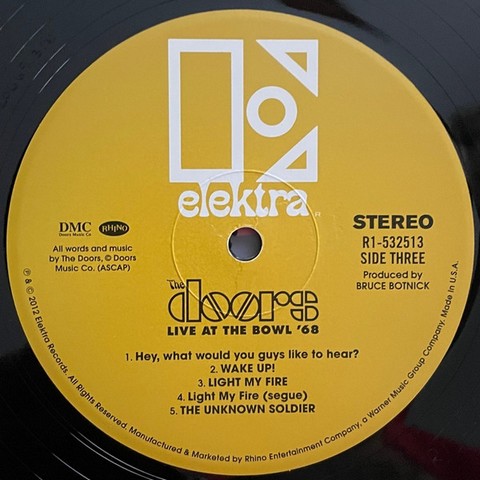 elektra
DMC
Doors Music Co.
RHINO
All words and music
by The Doors, © Doors
Music Co. (ASCAP)
STEREO
R1-532513
SIDE THREE
Produced by
BRUCE BOTNICK
The
doors
LIVE AT THE BOWL '68
1. Hey, what would you guys like to hear?
2. WAKE UP!
3. LIGHT MY FIRE
4. Light My Fire (segue)
5. THE UNKNOWN SOLDIER
℗ & © 2012 Elektra Records. All Rights Reserved. Manufactured & Marketed by Rhino Entertainment Company, a Warner Music Group Company. Made in U.S.A.